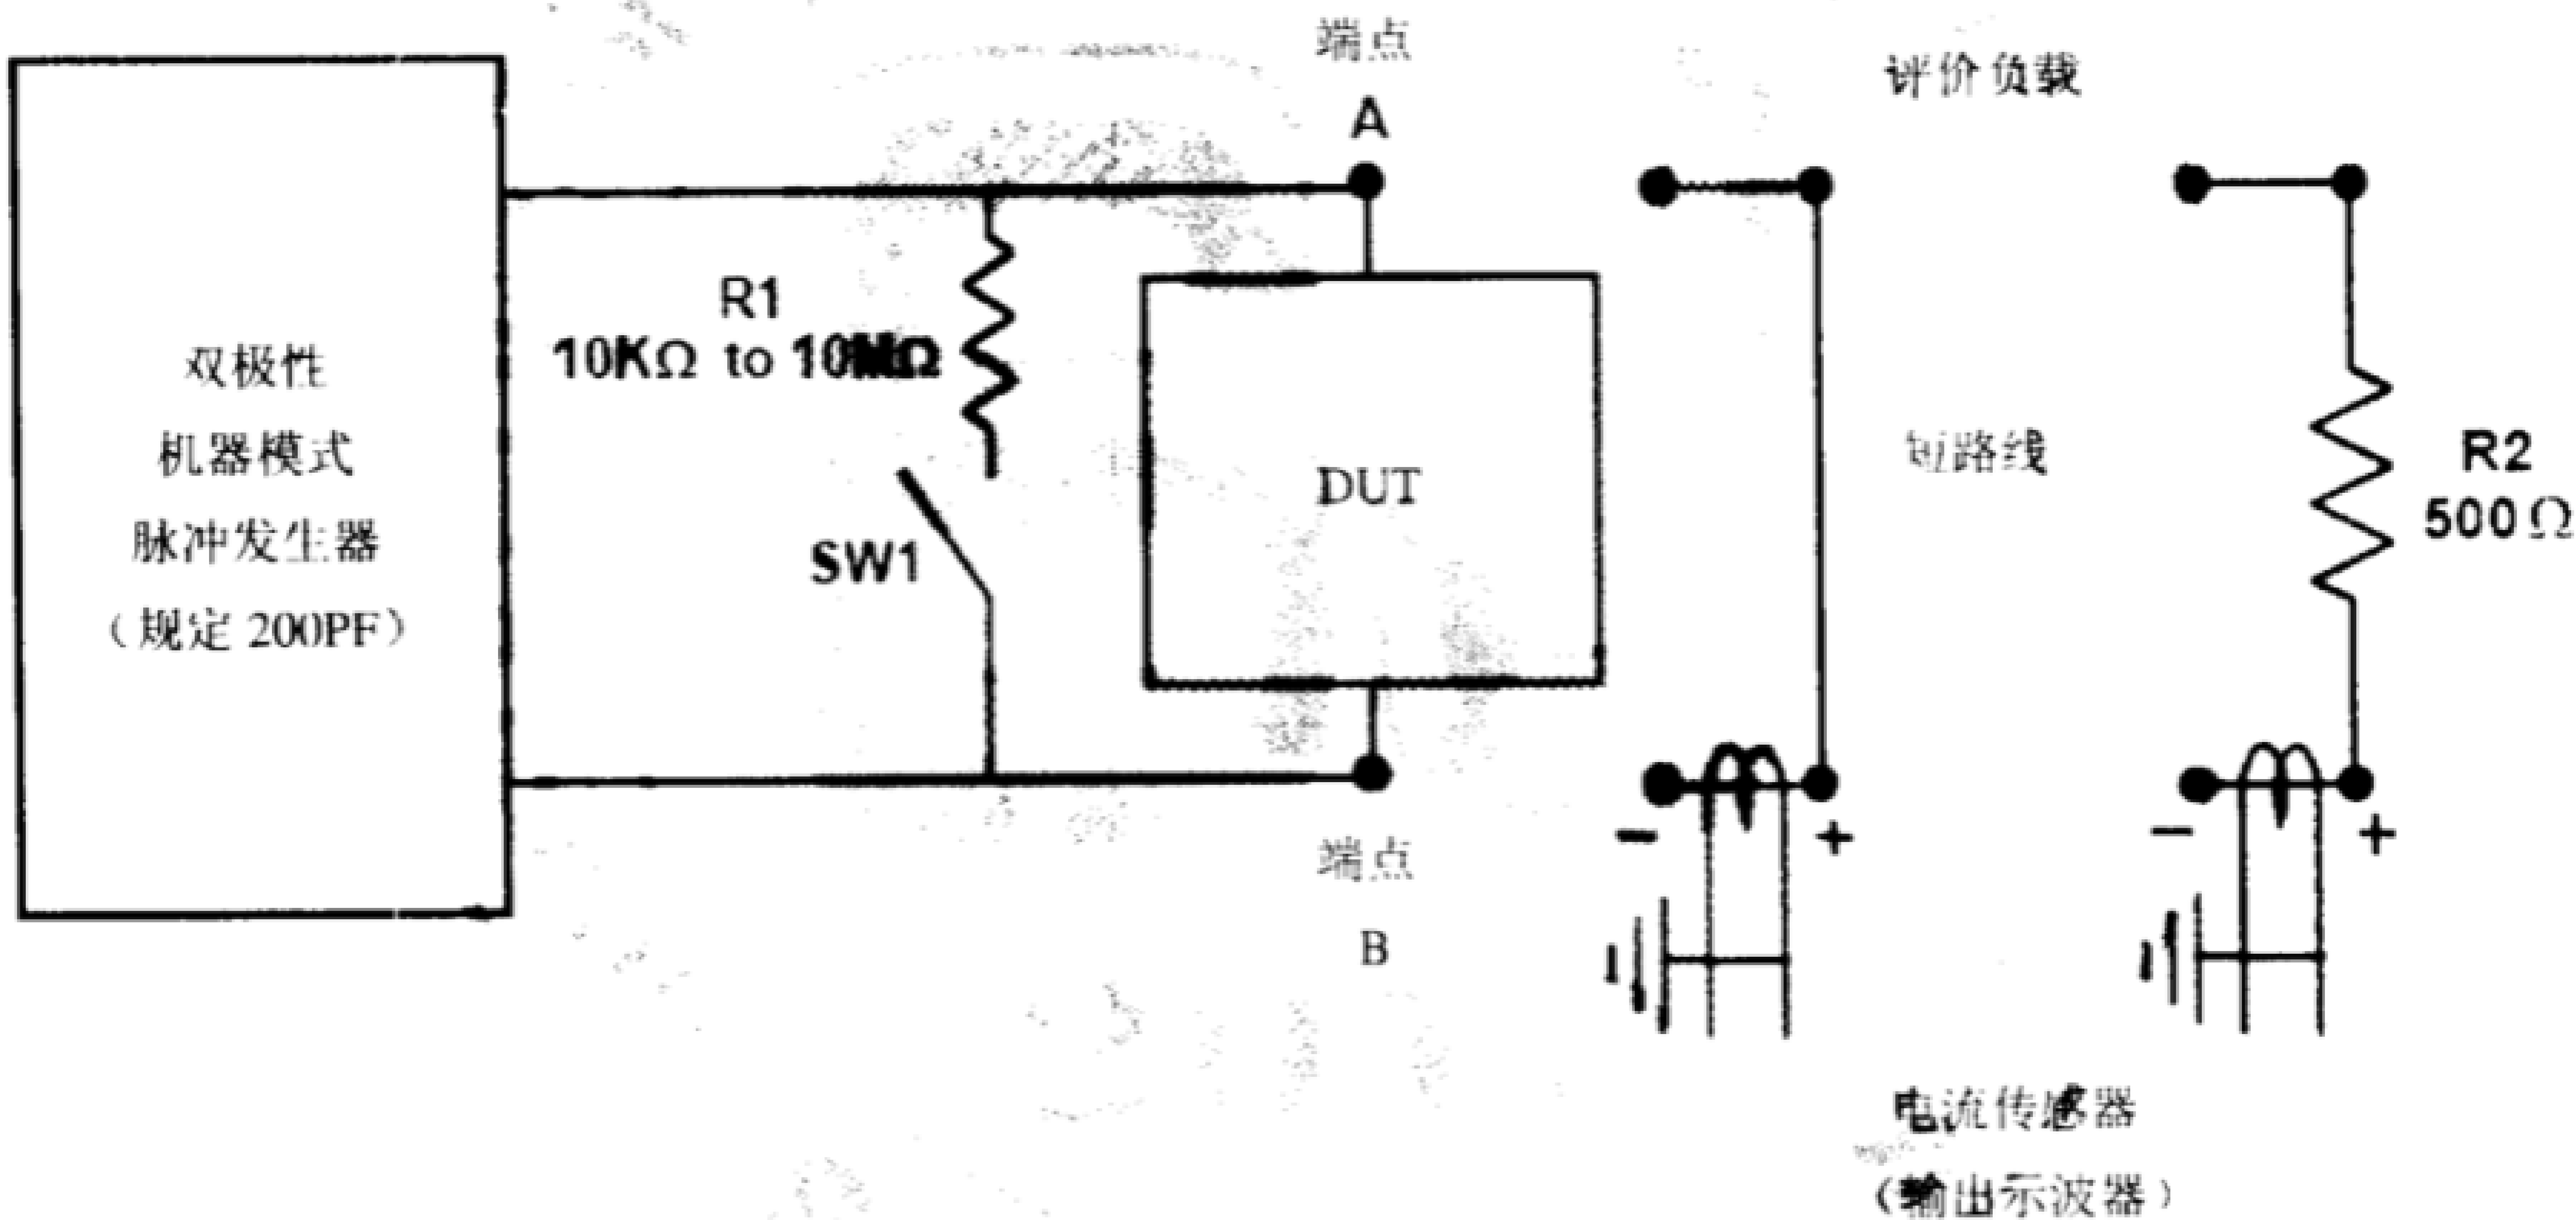 双极性
机器模式
脉冲发生器
（规定 200PF）
R1
10KΩ to 10MΩ
SW1
端点
A
DUT
端点
B
评价负载
短路线
R2
500Ω
-
+
-
+
电流传感器
（输出示波器）